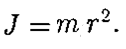 J = m r².